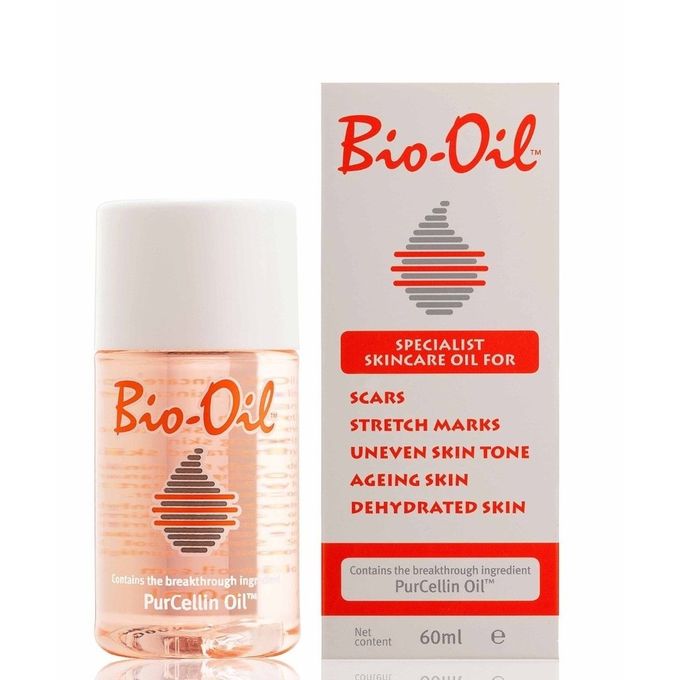 Bio-Oil™
Contains the breakthrough ingredient
PurCellin Oil™
Bio-Oil™
SPECIALIST
SKINCARE OIL FOR
SCARS
STRETCH MARKS
UNEVEN SKIN TONE
AGEING SKIN
DEHYDRATED SKIN
Contains the breakthrough ingredient
PurCellin Oil™
Net
content 60ml e